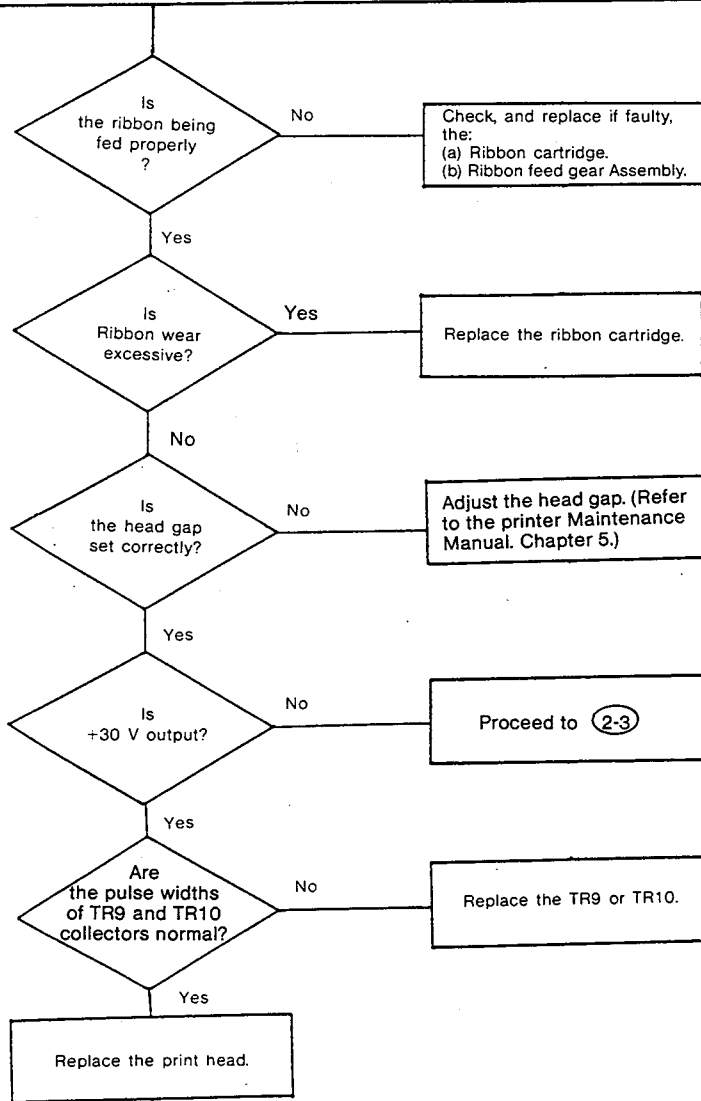 Is
the ribbon being
fed properly
?
No
Check, and replace if faulty,
the:
(a) Ribbon cartridge.
(b) Ribbon feed gear Assembly.
Yes
Is
Ribbon wear
excessive?
Yes
Replace the ribbon cartridge.
No
Is
the head gap
set correctly?
No
Adjust the head gap. (Refer
to the printer Maintenance
Manual. Chapter 5.)
Yes
Is
+30 V output?
No
Proceed to 2-3
Yes
Are
the pulse widths
of TR9 and TR10
collectors normal?
No
Replace the TR9 or TR10.
Yes
Replace the print head.